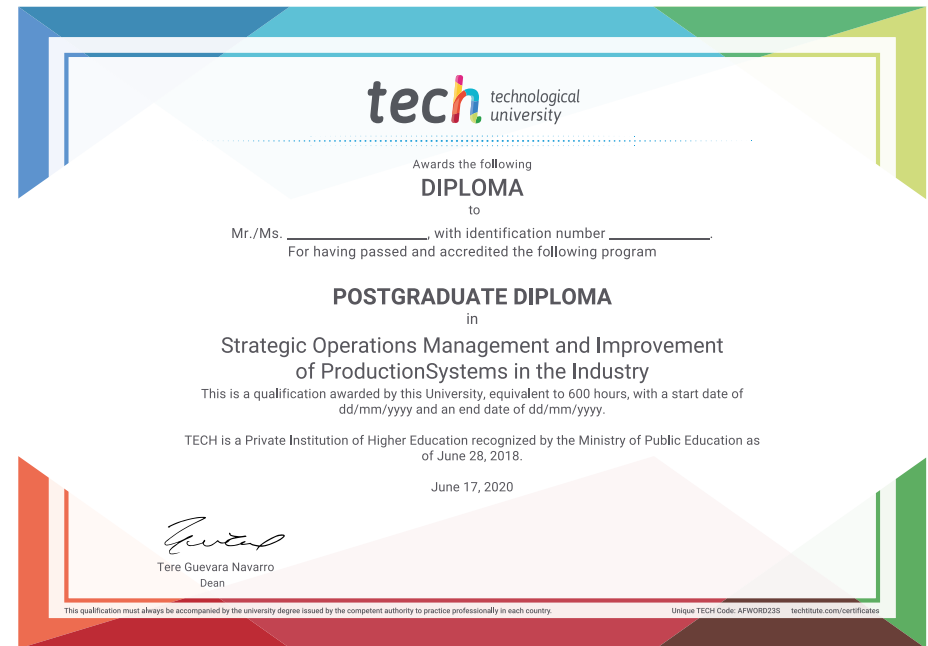 tech technological
university
Awards the following
DIPLOMA
to
Mr./Ms. ____________________, with identification number ______________.
For having passed and accredited the following program
POSTGRADUATE DIPLOMA
in
Strategic Operations Management and Improvement
of ProductionSystems in the Industry
This is a qualification awarded by this University, equivalent to 600 hours, with a start date of
dd/mm/yyyy and an end date of dd/mm/yyyy.
TECH is a Private Institution of Higher Education recognized by the Ministry of Public Education as
of June 28, 2018.
June 17, 2020
Tere Guevara Navarro
Dean
This qualification must always be accompanied by the university degree issued by the competent authority to practice professionally in each country.
Unique TECH Code: AFWORD23S techtitute.com/certificates